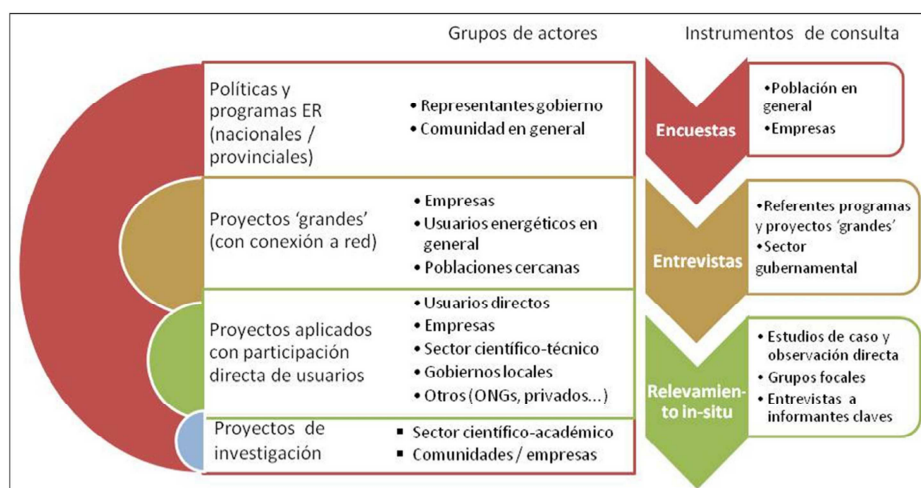 Grupos de actores
Instrumentos de consulta
Políticas y
programas ER
(nacionales /
provinciales)
• Representantes gobierno
• Comunidad en general
Encuestas
• Población en
general
• Empresas
Proyectos ‘grandes’
(con conexión a red)
• Empresas
• Usuarios energéticos en
general
• Poblaciones cercanas
Entrevistas
• Referentes programas
y proyectos ‘grandes’
• Sector
gubernamental
Proyectos aplicados
con participación
directa de usuarios
• Usuarios directos
• Empresas
• Sector científico-técnico
• Gobiernos locales
• Otros (ONGs, privados...)
Relevamie-
nto in-situ
• Estudios de caso y
observación directa
• Grupos focales
• Entrevistas a
informantes claves
Proyectos de
investigación
▪ Sector científico-académico
▪ Comunidades / empresas